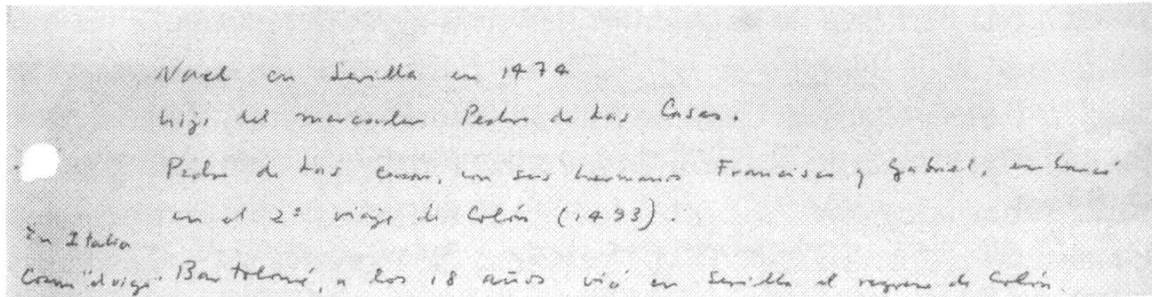 Nace en Sevilla en 1474
hijo del mercader Pedro de Las Casas.
Pedro de Las Casas, con sus hermanos Francisco y Gabriel, embarcó
en el 2º viaje de Colón (1493).
En Italia
Bartolomé, a los 18 años vió en Sevilla el regreso de Colón.